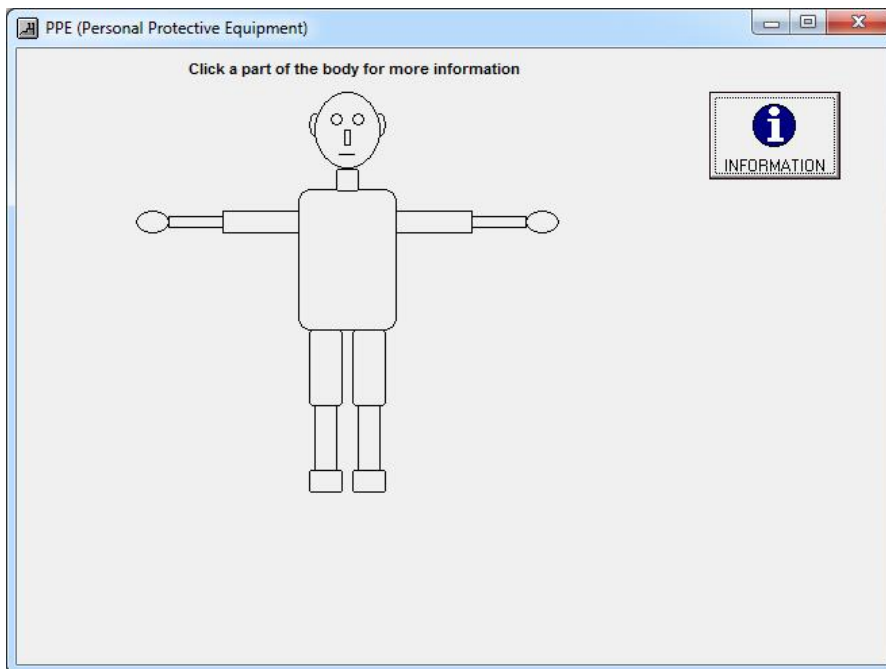 PPE (Personal Protective Equipment)
Click a part of the body for more information
INFORMATION